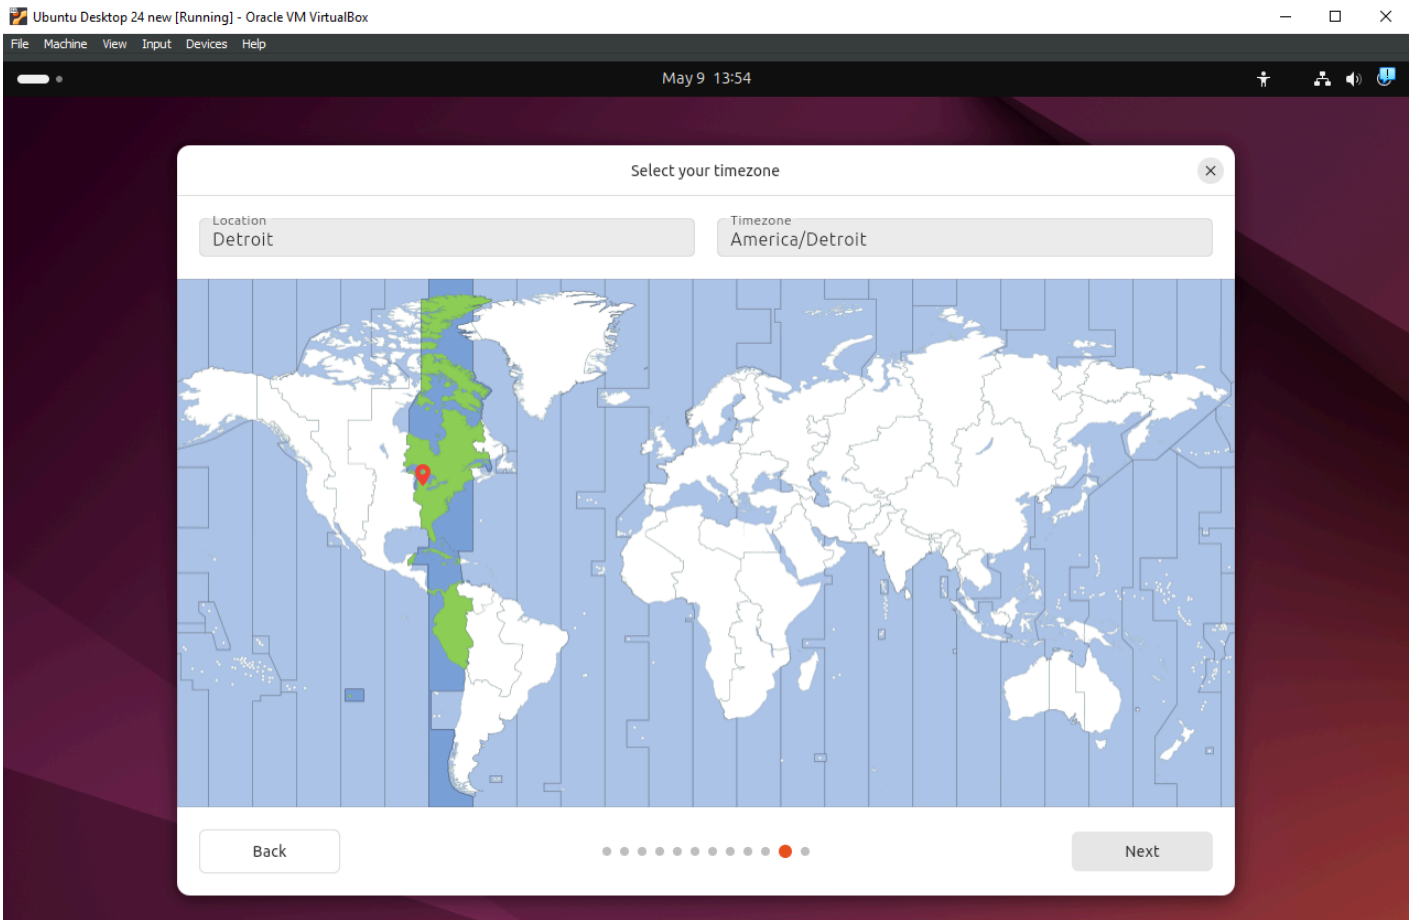 Ubuntu Desktop 24 new [Running] - Oracle VM VirtualBox
File Machine View Input Devices Help
May 9 13:54
Select your timezone
Location
Detroit
Timezone
America/Detroit
Back
Next